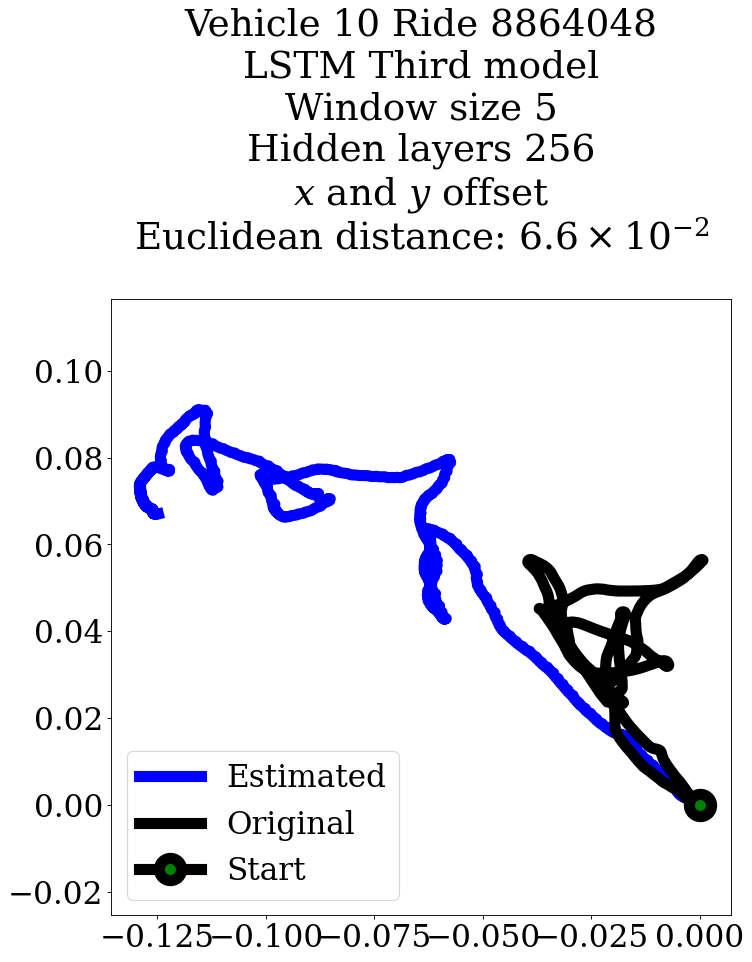 Vehicle 10 Ride 8864048
LSTM Third model
Window size 5
Hidden layers 256
x and y offset
Euclidean distance: 6.6 × 10⁻²
0.10
0.08
0.06
0.04
0.02
0.00
−0.02
Estimated
Original
Start
−0.125 −0.100 −0.075 −0.050 −0.025 0.000